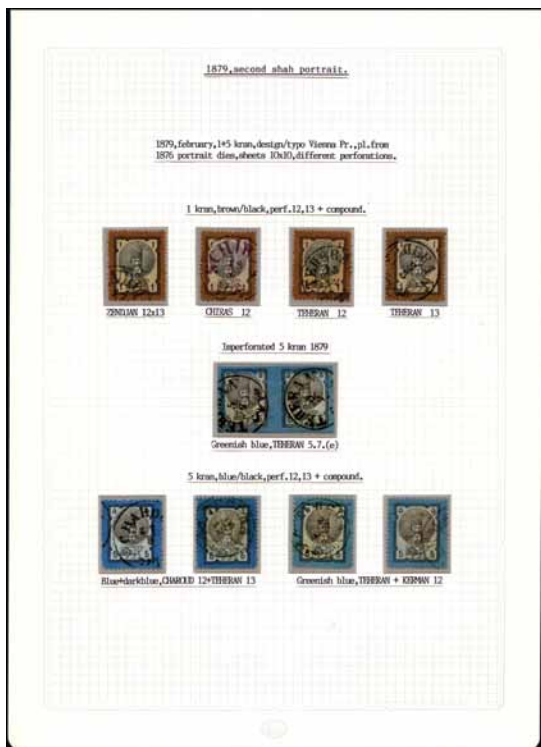 1879,second shah portrait.
1879,february,1+5 kran,design/typo Vienna Pr.,pl.from
1876 portrait dies,sheets 10x10,different perforations.
1 kran,brown/black,perf.12,13 + compound.
ZENDJAN 12x13
CHIRAS 12
TEHERAN 12
TEHERAN 13
Imperforated 5 kran 1879
Greenish blue,TEHERAN 5.7.(e)
5 kran,blue/black,perf.12,13 + compound.
Blue+darkblue,CHAROUD 12+TEHERAN 13
Greenish blue,TEHERAN + KERMAN 12